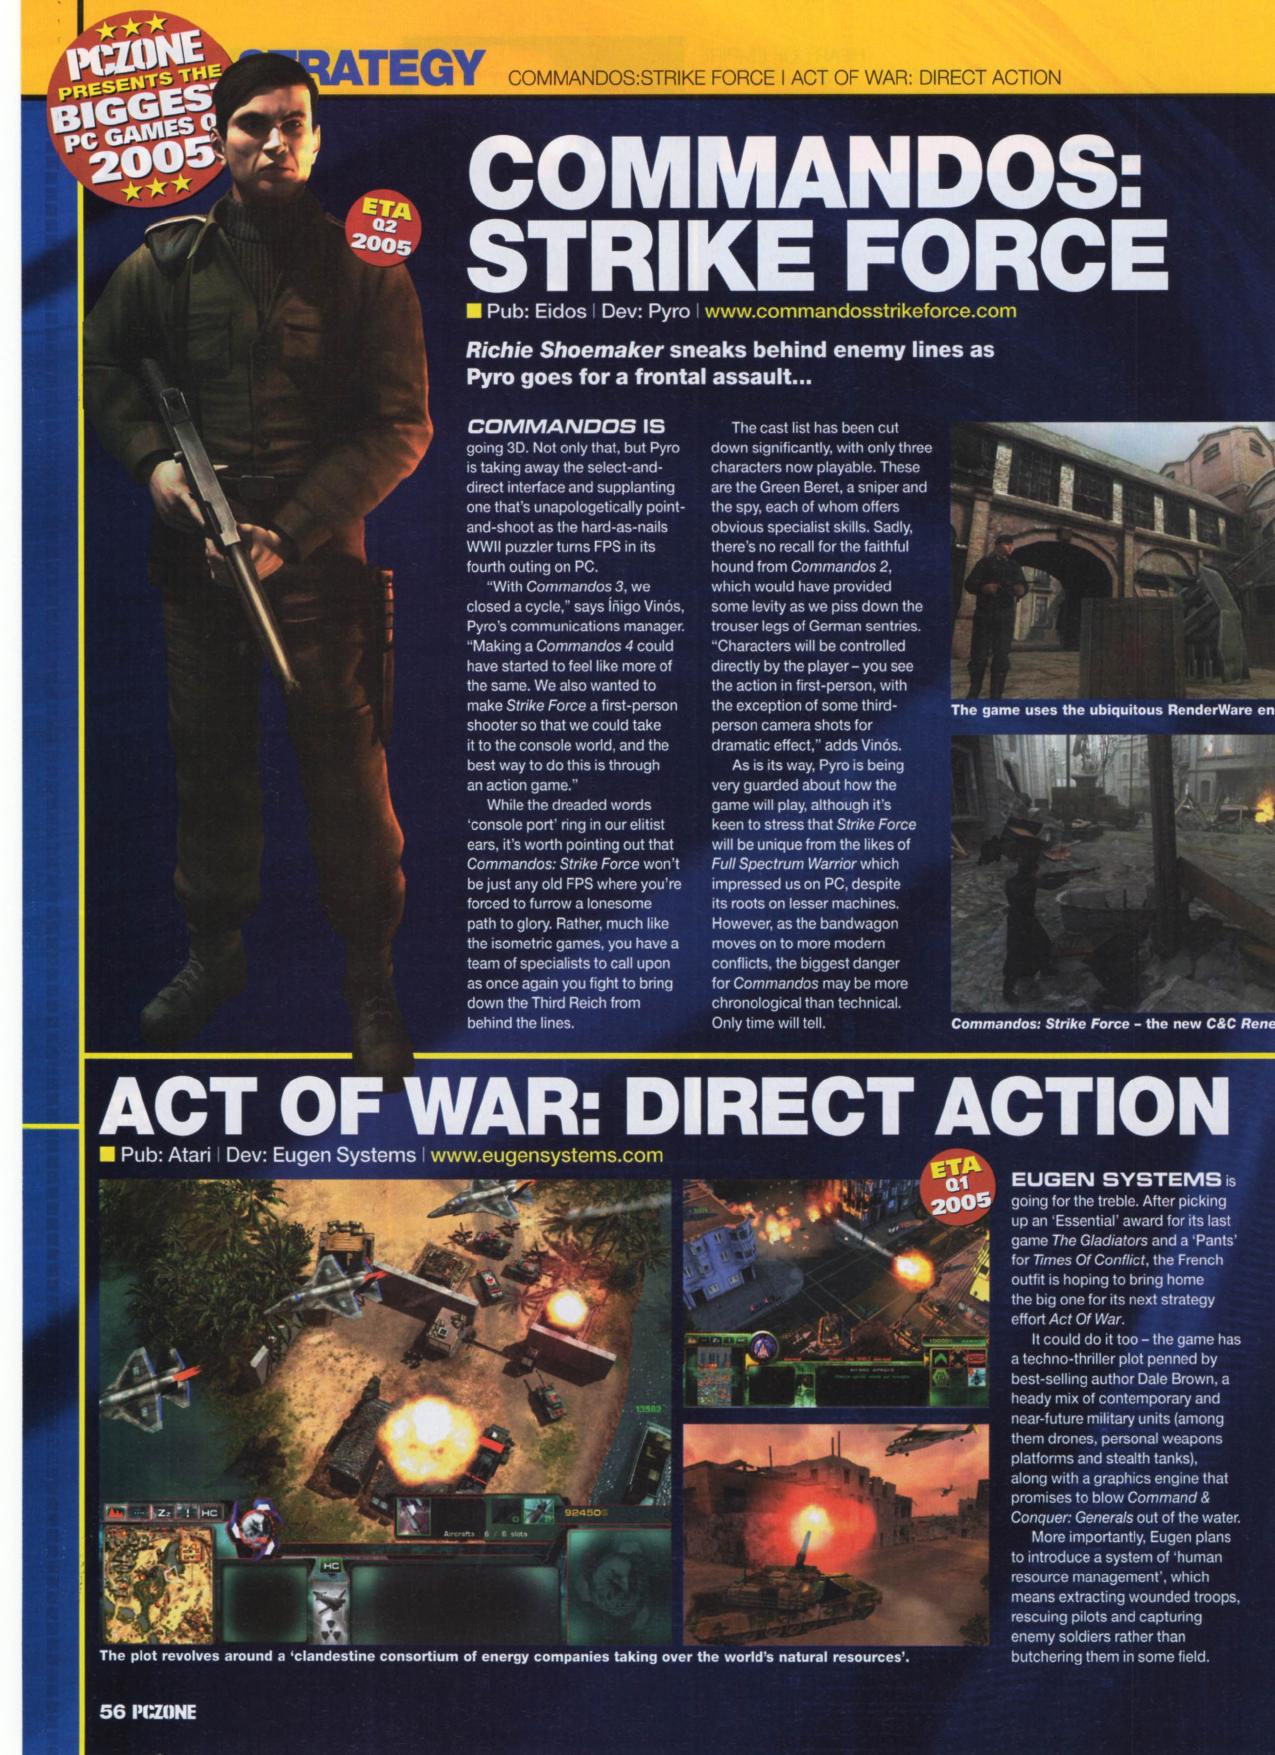 PCZONE
PRESENTS THE
BIGGES
PC GAMES O
2005
STRATEGY
COMMANDOS:STRIKE FORCE | ACT OF WAR: DIRECT ACTION
ETA
Q2
2005
COMMANDOS:
STRIKE FORCE
Pub: Eidos | Dev: Pyro | www.commandosstrikeforce.com
Richie Shoemaker sneaks behind enemy lines as
Pyro goes for a frontal assault...
COMMANDOS IS
going 3D. Not only that, but Pyro
is taking away the select-and-
direct interface and supplanting
one that's unapologetically point-
and-shoot as the hard-as-nails
WWII puzzler turns FPS in its
fourth outing on PC.
"With Commandos 3, we
closed a cycle," says Íñigo Vinós,
Pyro's communications manager.
"Making a Commandos 4 could
have started to feel like more of
the same. We also wanted to
make Strike Force a first-person
shooter so that we could take
it to the console world, and the
best way to do this is through
an action game."
While the dreaded words
'console port' ring in our elitist
ears, it's worth pointing out that
Commandos: Strike Force won't
be just any old FPS where you're
forced to furrow a lonesome
path to glory. Rather, much like
the isometric games, you have a
team of specialists to call upon
as once again you fight to bring
down the Third Reich from
behind the lines.
The cast list has been cut
down significantly, with only three
characters now playable. These
are the Green Beret, a sniper and
the spy, each of whom offers
obvious specialist skills. Sadly,
there's no recall for the faithful
hound from Commandos 2,
which would have provided
some levity as we piss down the
trouser legs of German sentries.
"Characters will be controlled
directly by the player – you see
the action in first-person, with
the exception of some third-
person camera shots for
dramatic effect," adds Vinós.
As is its way, Pyro is being
very guarded about how the
game will play, although it's
keen to stress that Strike Force
will be unique from the likes of
Full Spectrum Warrior which
impressed us on PC, despite
its roots on lesser machines.
However, as the bandwagon
moves on to more modern
conflicts, the biggest danger
for Commandos may be more
chronological than technical.
Only time will tell.
The game uses the ubiquitous RenderWare en
Commandos: Strike Force – the new C&C Rene
ACT OF WAR: DIRECT ACTION
Pub: Atari | Dev: Eugen Systems | www.eugensystems.com
ETA
Q1
2005
13582
Zz ! HC
Aircrafts 6 / 6 slots
92450$
HC
EUGEN SYSTEMS is
going for the treble. After picking
up an 'Essential' award for its last
game The Gladiators and a 'Pants'
for Times Of Conflict, the French
outfit is hoping to bring home
the big one for its next strategy
effort Act Of War.
It could do it too – the game has
a techno-thriller plot penned by
best-selling author Dale Brown, a
heady mix of contemporary and
near-future military units (among
them drones, personal weapons
platforms and stealth tanks),
along with a graphics engine that
promises to blow Command &
Conquer: Generals out of the water.
More importantly, Eugen plans
to introduce a system of 'human
resource management', which
means extracting wounded troops,
rescuing pilots and capturing
enemy soldiers rather than
butchering them in some field.
The plot revolves around a 'clandestine consortium of energy companies taking over the world's natural resources'.
56 PCZONE